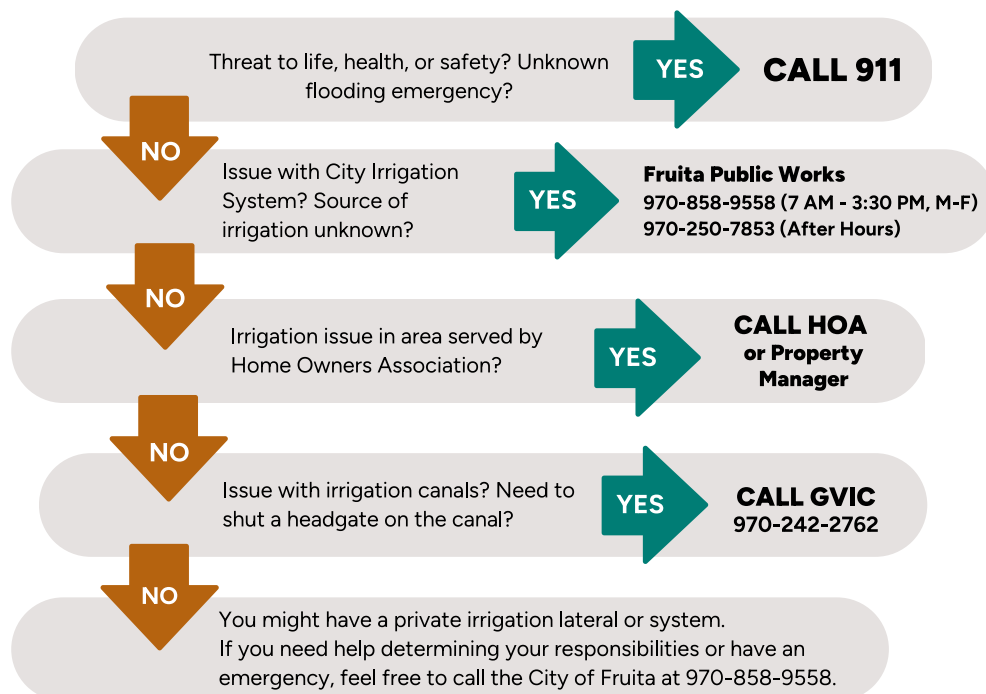 Threat to life, health, or safety? Unknown
flooding emergency?
YES
CALL 911
NO
Issue with City Irrigation
System? Source of
irrigation unknown?
YES
Fruita Public Works
970-858-9558 (7 AM - 3:30 PM, M-F)
970-250-7853 (After Hours)
NO
Irrigation issue in area served by
Home Owners Association?
YES
CALL HOA
or Property
Manager
NO
Issue with irrigation canals? Need to
shut a headgate on the canal?
YES
CALL GVIC
970-242-2762
NO
You might have a private irrigation lateral or system.
If you need help determining your responsibilities or have an
emergency, feel free to call the City of Fruita at 970-858-9558.